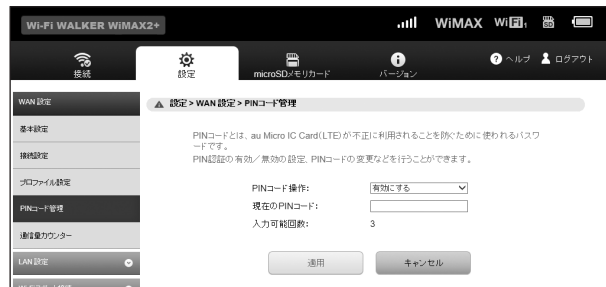 Wi-Fi WALKER WiMAX2+
WiMAX WiFi 1
接続
設定
microSDメモリカード
バージョン
ヘルプ
ログアウト
WAN 設定
設定 > WAN 設定 > PINコード管理
基本設定
接続設定
プロファイル設定
PINコード管理
通信量カウンター
LAN 設定
PINコードとは、au Micro IC Card(LTE)が不正に利用されることを防ぐために使われるパスワ
ードです。
PIN認証の有効／無効の設定、PINコードの変更などを行うことができます。
PINコード操作: 有効にする
現在のPINコード:
入力可能回数: 3
適用
キャンセル